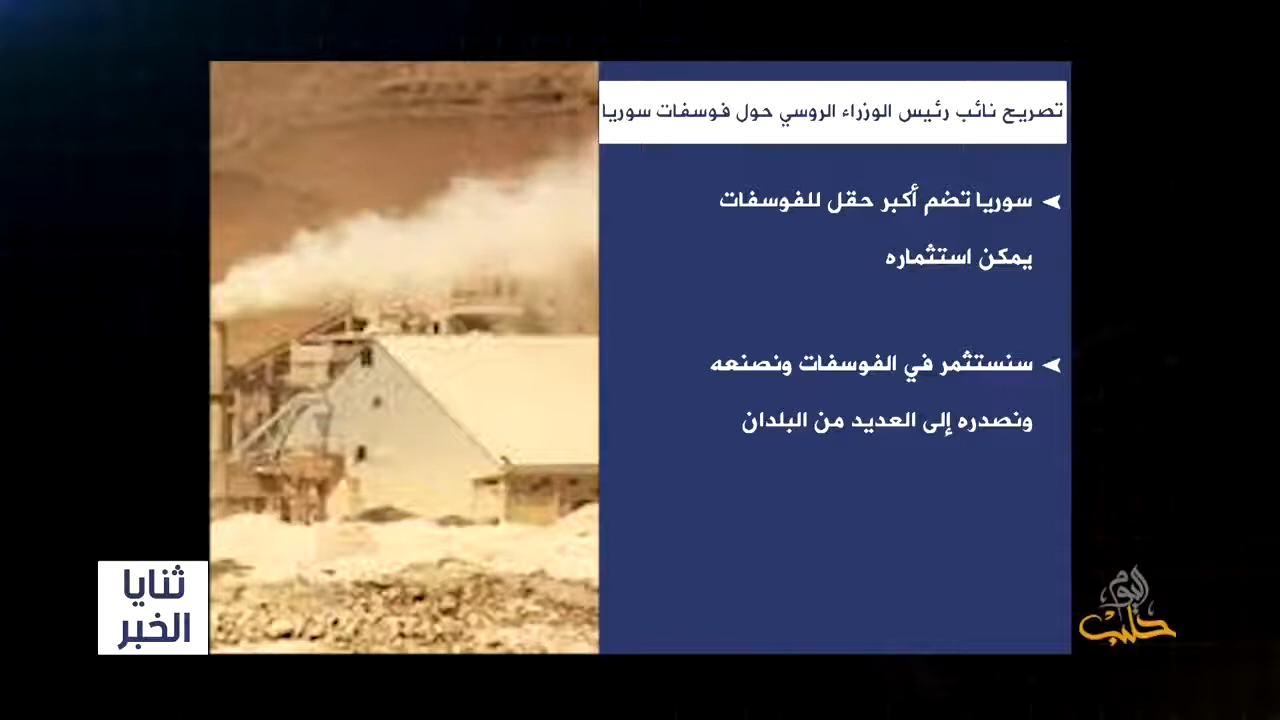 تصريح نائب رئيس الوزراء الروسي حول فوسفات سوريا
سوريا تضم أكبر حقل للفوسفات
يمكن استثماره
سنستثمر في الفوسفات ونصنعه
ونصدره إلى العديد من البلدان
ثنايا
الخبر
اليوم
حلب